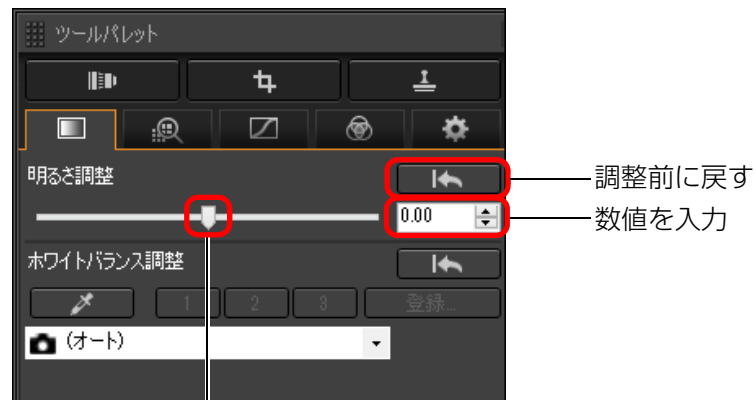 ツールパレット
明るさ調整
調整前に戻す
0.00
数値を入力
ホワイトバランス調整
1 2 3 登録...
(オート)